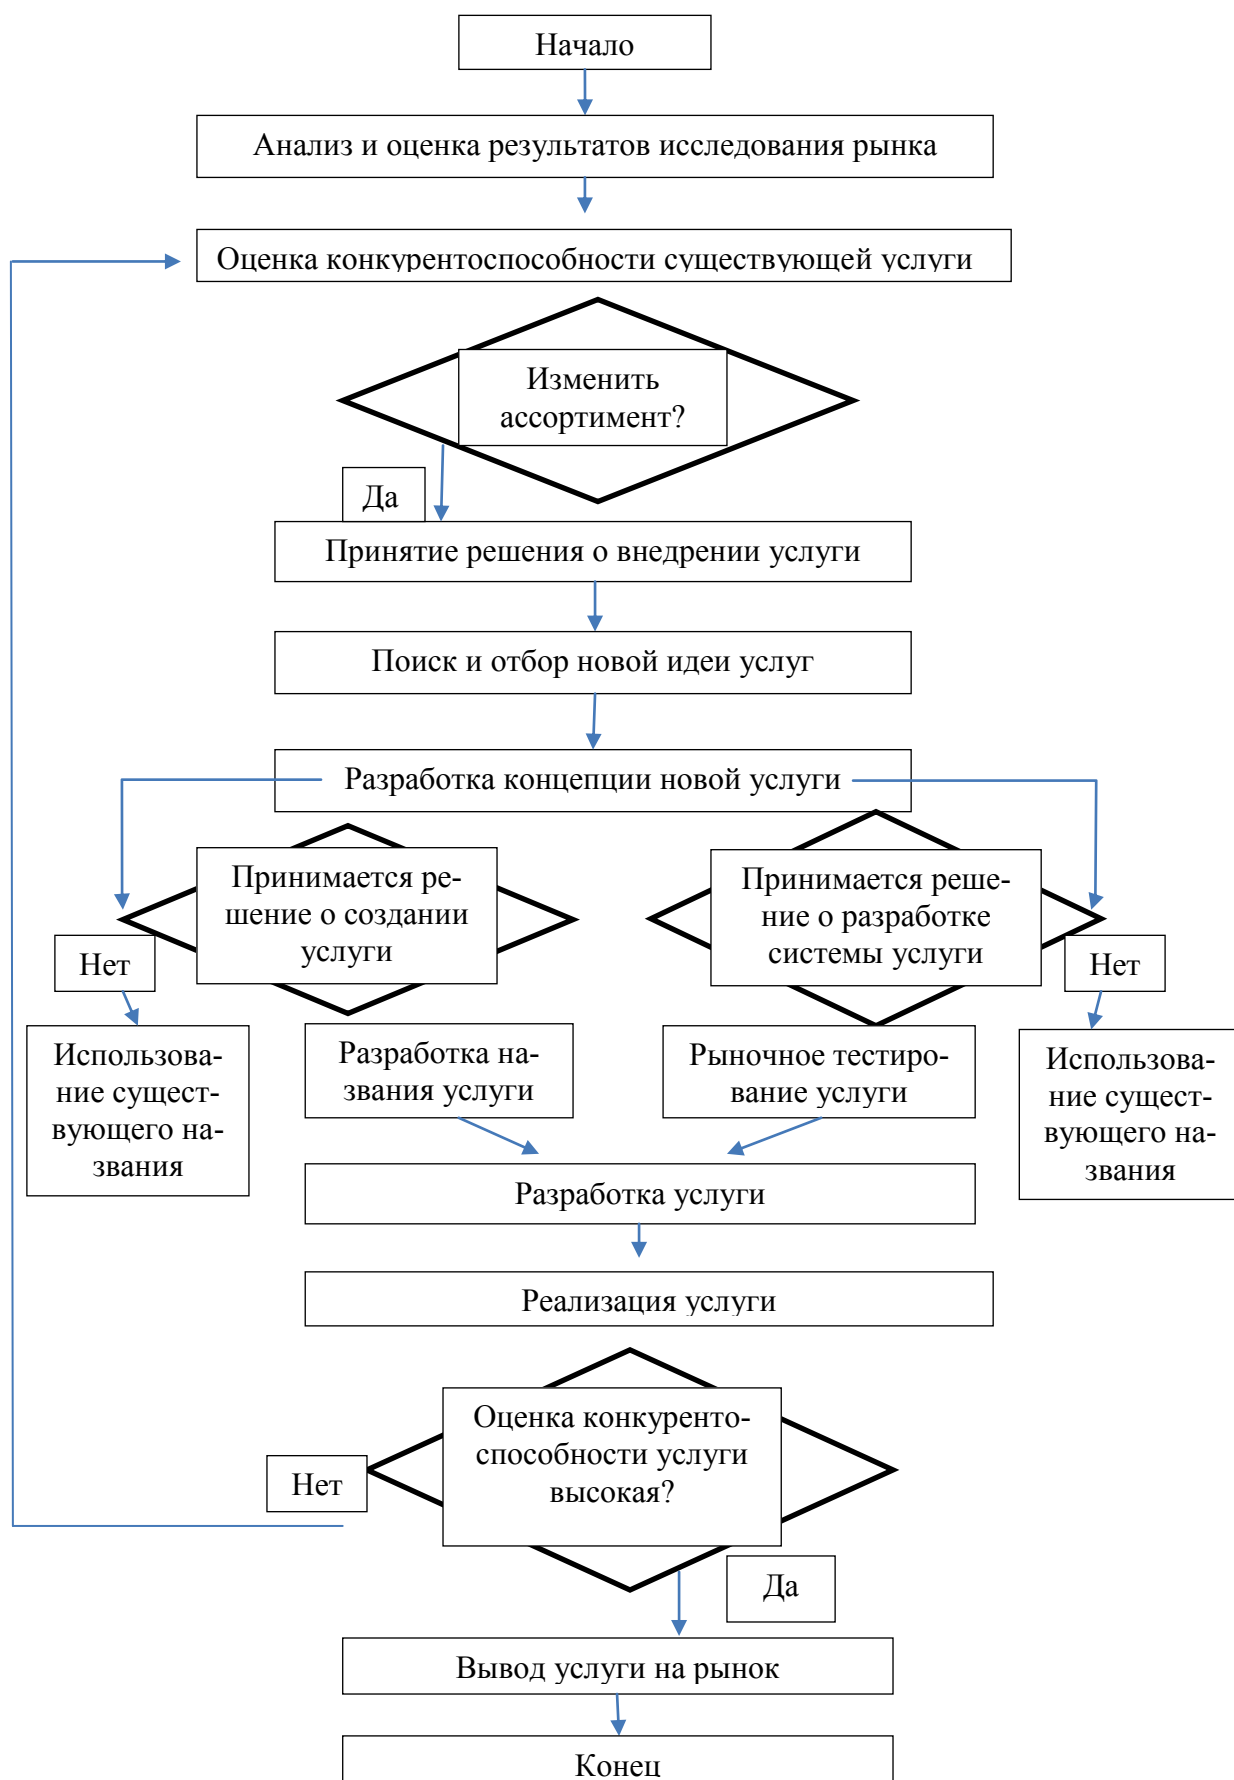 Начало
Анализ и оценка результатов исследования рынка
Оценка конкурентоспособности существующей услуги
Изменить
ассортимент?
Да
Принятие решения о внедрении услуги
Поиск и отбор новой идеи услуг
Разработка концепции новой услуги
Принимается ре-
шение о создании
услуги
Принимается реше-
ние о разработке
системы услуги
Нет
Нет
Использова-
ние сущест-
вующего на-
звания
Разработка на-
звания услуги
Рыночное тестиро-
вание услуги
Использова-
ние сущест-
вующего на-
звания
Разработка услуги
Реализация услуги
Оценка конкуренто-
способности услуги
высокая?
Нет
Да
Вывод услуги на рынок
Конец